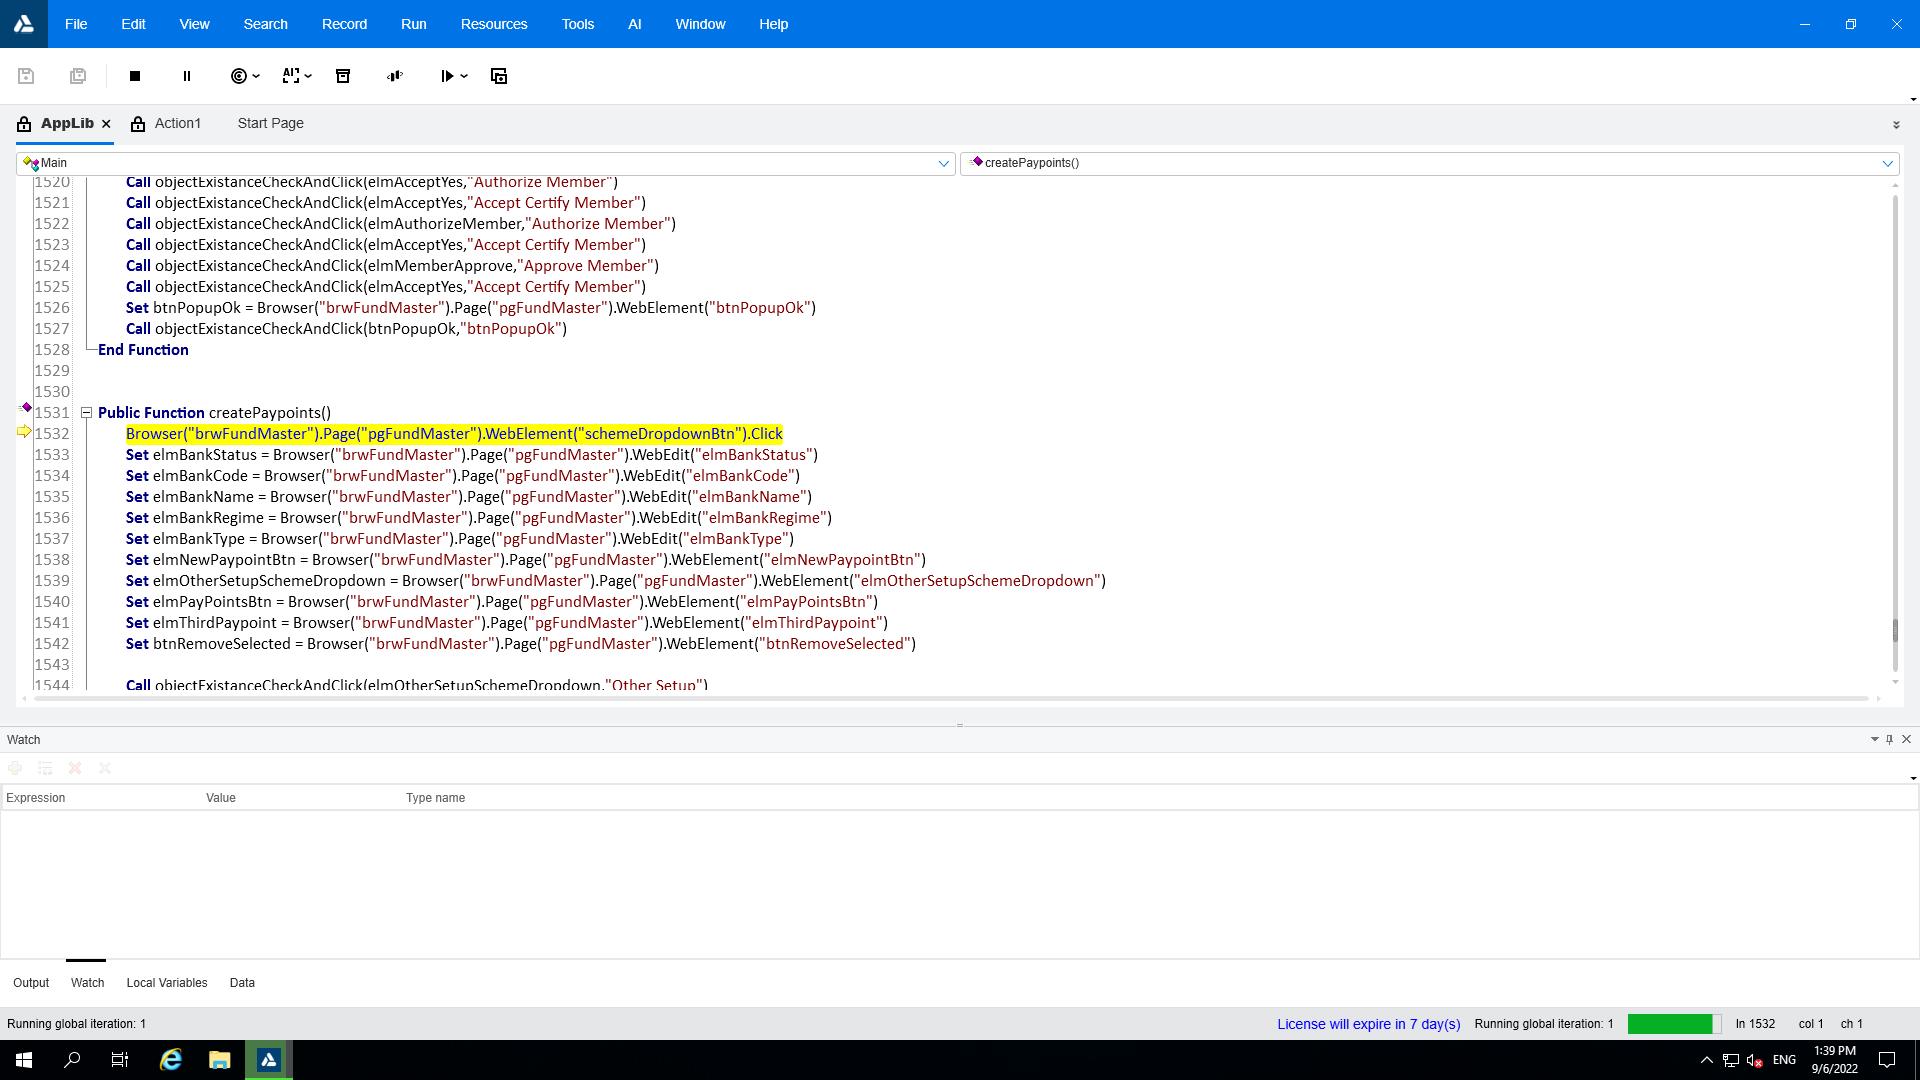 File Edit View Search Record Run Resources Tools AI Window Help
AppLib Action1 Start Page
Main createPaypoints()
1520 Call objectExistanceCheckAndClick(elmAcceptYes,"Authorize Member")
1521 Call objectExistanceCheckAndClick(elmAcceptYes,"Accept Certify Member")
1522 Call objectExistanceCheckAndClick(elmAuthorizeMember,"Authorize Member")
1523 Call objectExistanceCheckAndClick(elmAcceptYes,"Accept Certify Member")
1524 Call objectExistanceCheckAndClick(elmMemberApprove,"Approve Member")
1525 Call objectExistanceCheckAndClick(elmAcceptYes,"Accept Certify Member")
1526 Set btnPopupOk = Browser("brwFundMaster").Page("pgFundMaster").WebElement("btnPopupOk")
1527 Call objectExistanceCheckAndClick(btnPopupOk,"btnPopupOk")
1528 End Function
1529
1530
1531 Public Function createPaypoints()
1532 Browser("brwFundMaster").Page("pgFundMaster").WebElement("schemeDropdownBtn").Click
1533 Set elmBankStatus = Browser("brwFundMaster").Page("pgFundMaster").WebEdit("elmBankStatus")
1534 Set elmBankCode = Browser("brwFundMaster").Page("pgFundMaster").WebEdit("elmBankCode")
1535 Set elmBankName = Browser("brwFundMaster").Page("pgFundMaster").WebEdit("elmBankName")
1536 Set elmBankRegime = Browser("brwFundMaster").Page("pgFundMaster").WebEdit("elmBankRegime")
1537 Set elmBankType = Browser("brwFundMaster").Page("pgFundMaster").WebEdit("elmBankType")
1538 Set elmNewPaypointBtn = Browser("brwFundMaster").Page("pgFundMaster").WebElement("elmNewPaypointBtn")
1539 Set elmOtherSetupSchemeDropdown = Browser("brwFundMaster").Page("pgFundMaster").WebElement("elmOtherSetupSchemeDropdown")
1540 Set elmPayPointsBtn = Browser("brwFundMaster").Page("pgFundMaster").WebElement("elmPayPointsBtn")
1541 Set elmThirdPaypoint = Browser("brwFundMaster").Page("pgFundMaster").WebElement("elmThirdPaypoint")
1542 Set btnRemoveSelected = Browser("brwFundMaster").Page("pgFundMaster").WebElement("btnRemoveSelected")
1543
1544 Call objectExistanceCheckAndClick(elmOtherSetupSchemeDropdown,"Other Setup")
Watch
Expression Value Type name
Output Watch Local Variables Data
Running global iteration: 1 License will expire in 7 day(s) Running global iteration: 1 ln 1532 col 1 ch 1
ENG 1:39 PM
9/6/2022